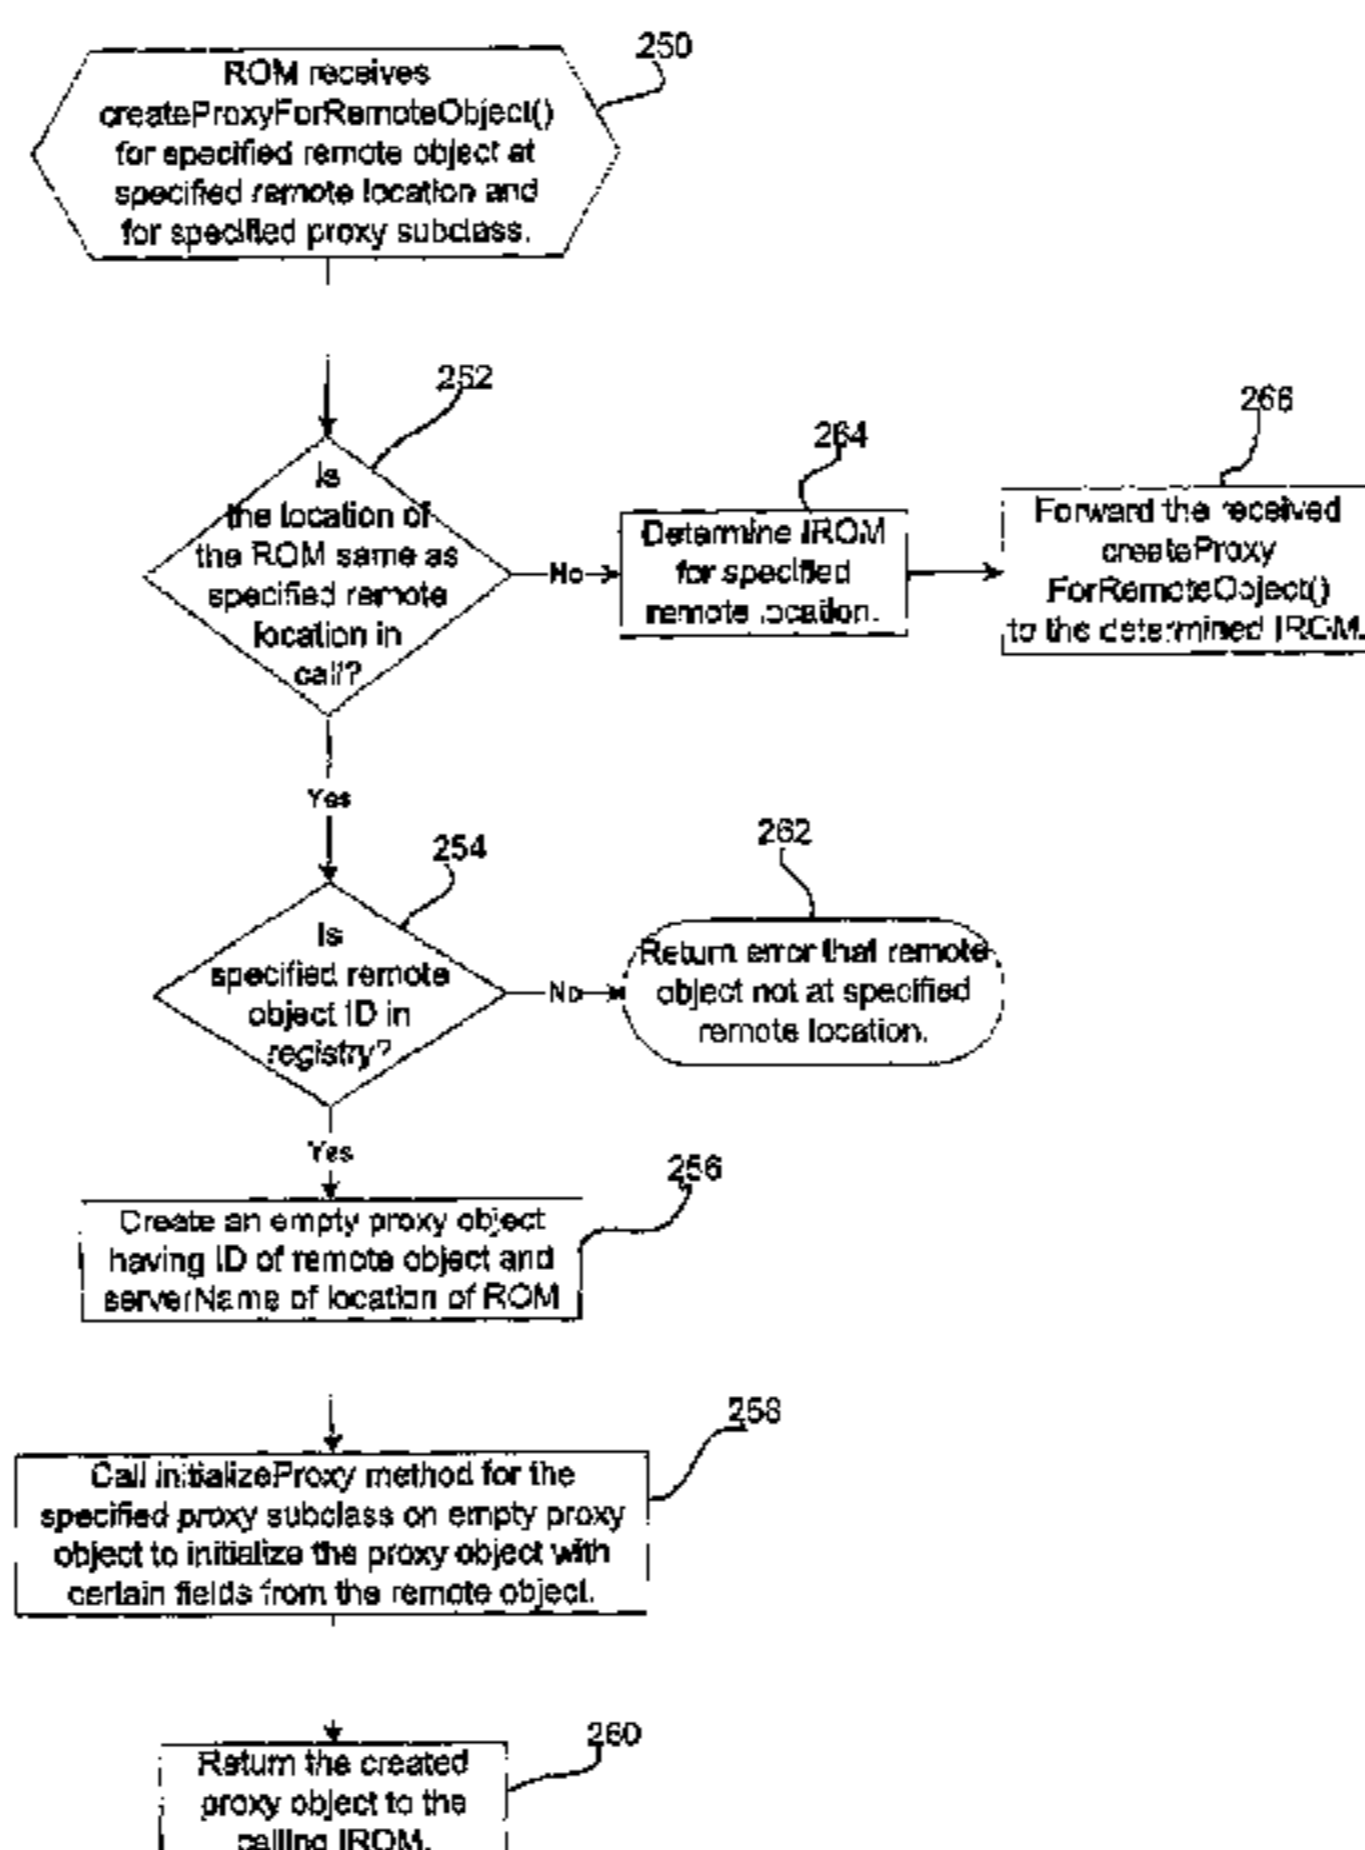 250
ROM receives
createProxyForRemoteObject()
for specified remote object at
specified remote location and
for specified proxy subclass.
252
Is
the location of
the ROM same as
specified remote
location in
call?
No
264
Determine IROM
for specified
remote location.
266
Forward the received
createProxy
ForRemoteObject()
to the determined IROM.
Yes
254
Is
specified remote
object ID in
registry?
No
262
Return error that remote
object not at specified
remote location.
Yes
256
Create an empty proxy object
having ID of remote object and
serverName of location of ROM
258
Call initializeProxy method for the
specified proxy subclass on empty proxy
object to initialize the proxy object with
certain fields from the remote object.
260
Return the created
proxy object to the
calling IROM.